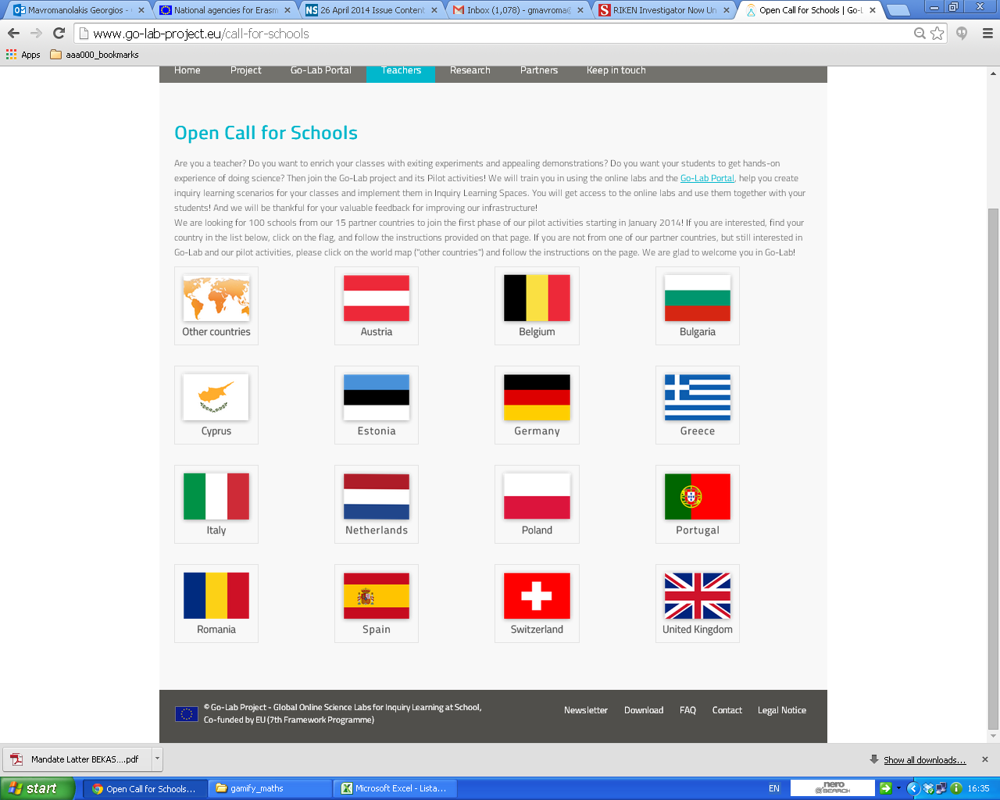 Mavromanolakis Georgios -
National agencies for Erasm
NS 26 April 2014 Issue Content
Inbox (1,078) - gmavroma@
S RIKEN Investigator Now Un
Open Call for Schools | Go-L
www.go-lab-project.eu/call-for-schools
Apps aaa000_bookmarks
Home Project Go-Lab Portal Teachers Research Partners Keep in touch
Open Call for Schools
Are you a teacher? Do you want to enrich your classes with exiting experiments and appealing demonstrations? Do you want your students to get hands-on
experience of doing science? Then join the Go-Lab project and its Pilot activities! We will train you in using the online labs and the Go-Lab Portal, help you create
inquiry learning scenarios for your classes and implement them in Inquiry Learning Spaces. You will get access to the online labs and use them together with your
students! And we will be thankful for your valuable feedback for improving our infrastructure!
We are looking for 100 schools from our 15 partner countries to join the first phase of our pilot activities starting in January 2014! If you are interested, find your
country in the list below, click on the flag, and follow the instructions provided on that page. If you are not from one of our partner countries, but still interested in
Go-Lab and our pilot activities, please click on the world map ("other countries") and follow the instructions on the page. We are glad to welcome you in Go-Lab!
Other countries Austria Belgium Bulgaria
Cyprus Estonia Germany Greece
Italy Netherlands Poland Portugal
Romania Spain Switzerland United Kingdom
© Go-Lab Project - Global Online Science Labs for Inquiry Learning at School,
Co-funded by EU (7th Framework Programme)
Newsletter Download FAQ Contact Legal Notice
Mandate Latter BEKAS....pdf
Show all downloads...
start
Open Call for Schools...
gamify_maths
Microsoft Excel - Lista...
EN
nero
SEARCH
16:35